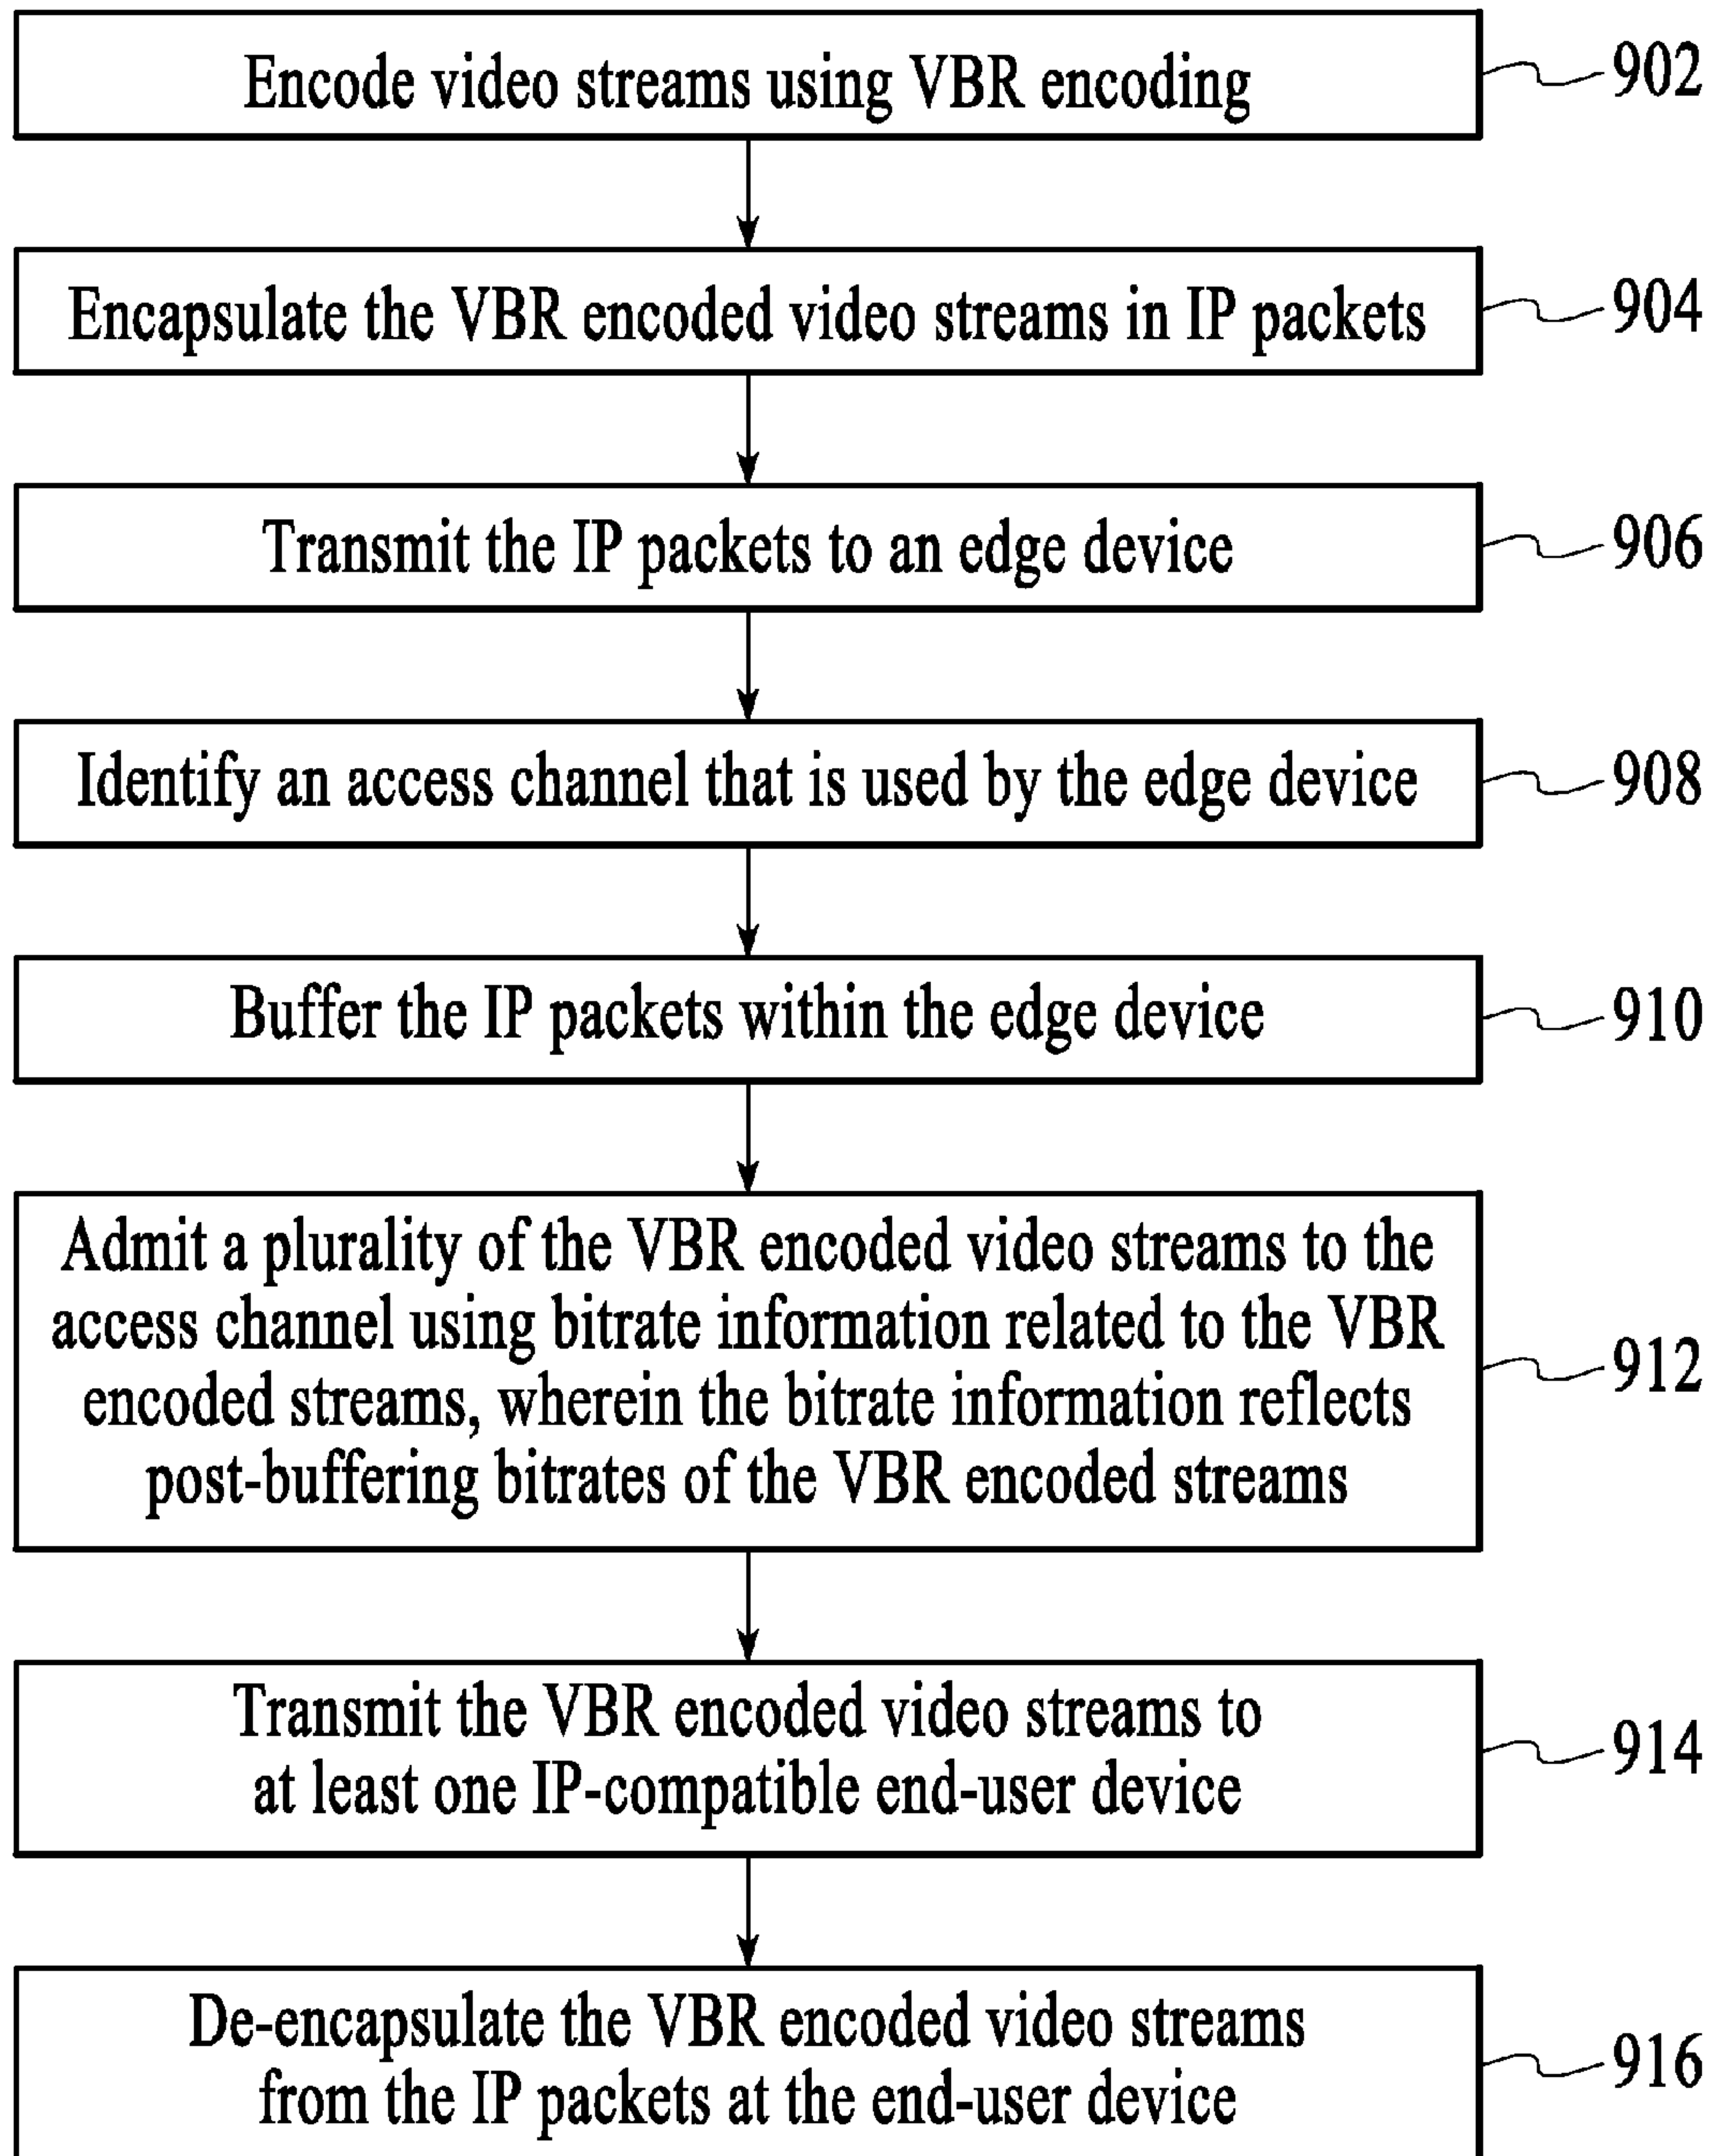 Encode video streams using VBR encoding
902
Encapsulate the VBR encoded video streams in IP packets
904
Transmit the IP packets to an edge device
906
Identify an access channel that is used by the edge device
908
Buffer the IP packets within the edge device
910
Admit a plurality of the VBR encoded video streams to the
access channel using bitrate information related to the VBR
encoded streams, wherein the bitrate information reflects
post-buffering bitrates of the VBR encoded streams
912
Transmit the VBR encoded video streams to
at least one IP-compatible end-user device
914
De-encapsulate the VBR encoded video streams
from the IP packets at the end-user device
916